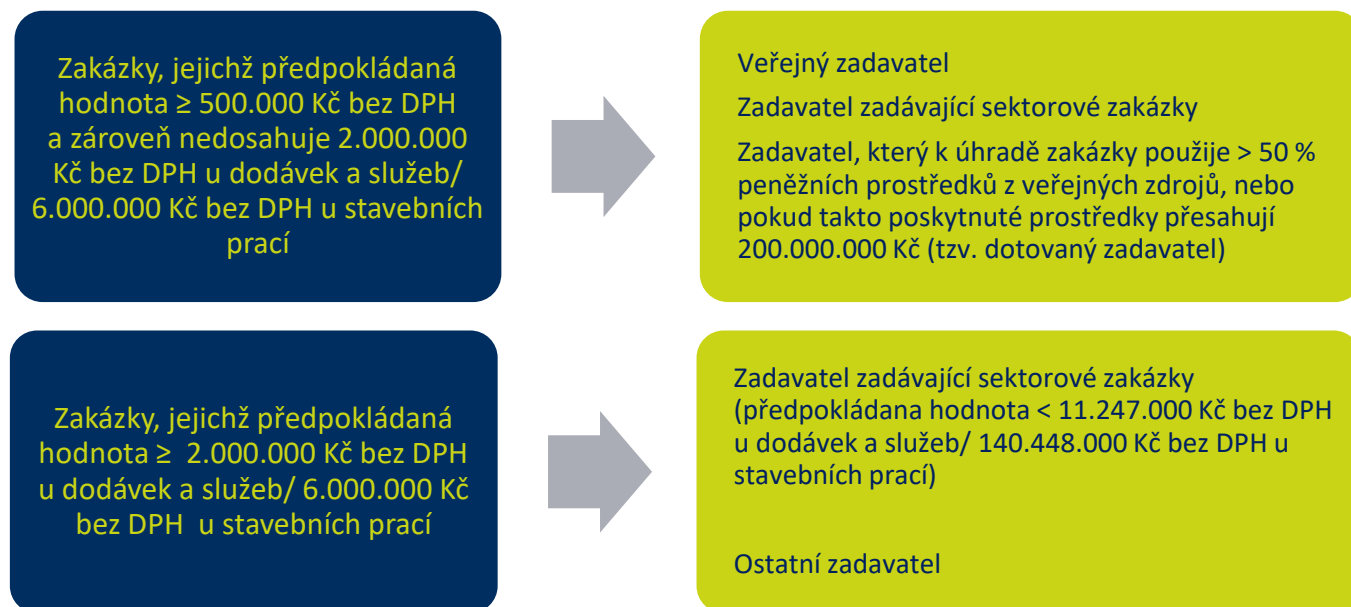 Zakázky, jejichž předpokládaná
hodnota ≥ 500.000 Kč bez DPH
a zároveň nedosahuje 2.000.000
Kč bez DPH u dodávek a služeb/
6.000.000 Kč bez DPH u stavebních
prací
Veřejný zadavatel
Zadavatel zadávající sektorové zakázky
Zadavatel, který k úhradě zakázky použije > 50 %
peněžních prostředků z veřejných zdrojů, nebo
pokud takto poskytnuté prostředky přesahují
200.000.000 Kč (tzv. dotovaný zadavatel)
Zakázky, jejichž předpokládaná
hodnota ≥ 2.000.000 Kč bez DPH
u dodávek a služeb/ 6.000.000 Kč
bez DPH u stavebních prací
Zadavatel zadávající sektorové zakázky
(předpokládana hodnota < 11.247.000 Kč bez DPH
u dodávek a služeb/ 140.448.000 Kč bez DPH u
stavebních prací)
Ostatní zadavatel